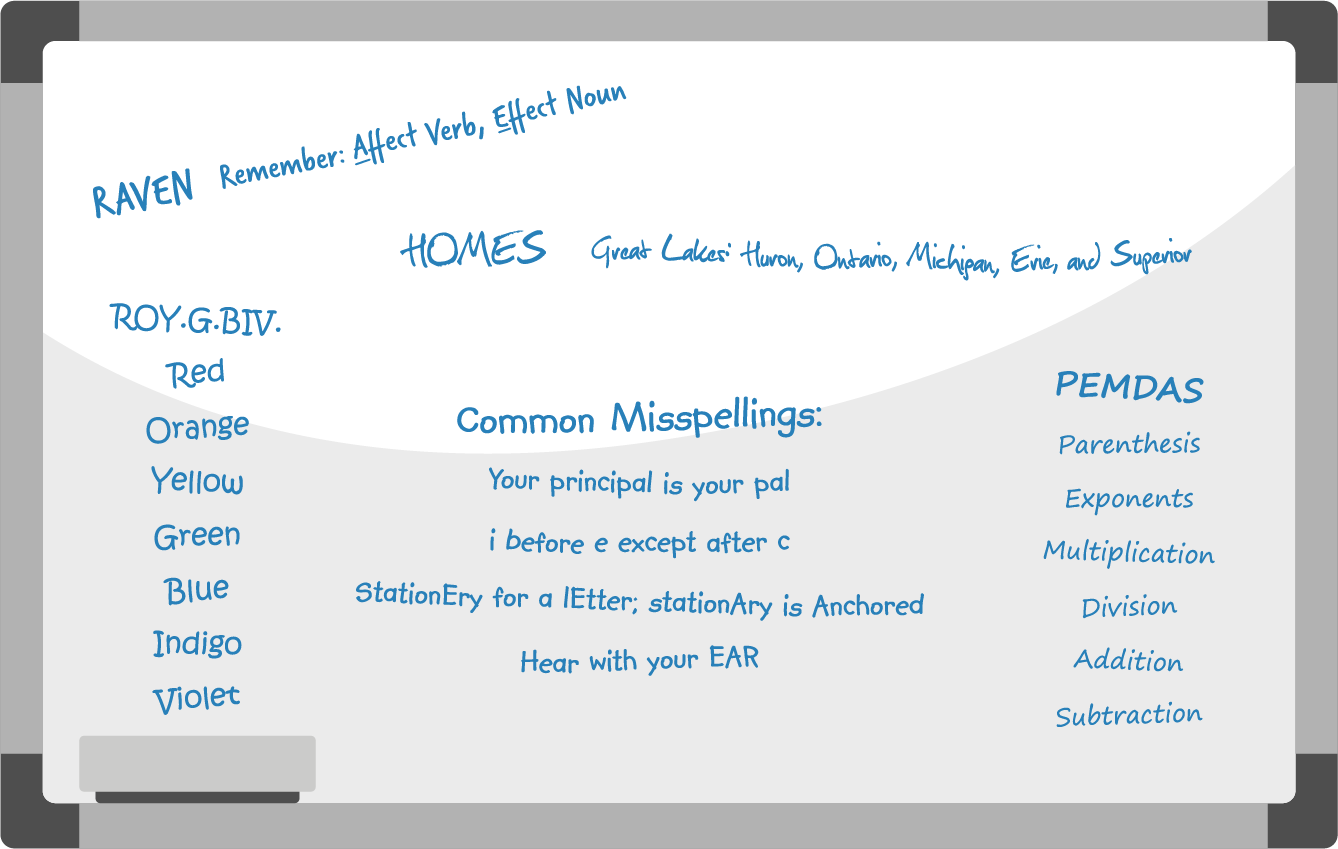 RAVEN Remember: Affect Verb, Effect Noun
HOMES Great Lakes: Huron, Ontario, Michigan, Erie, and Superior
ROY.G.BIV.
Red
Orange
Yellow
Green
Blue
Indigo
Violet
Common Misspellings:
Your principal is your pal
i before e except after c
StationEry for a lEtter; stationAry is Anchored
Hear with your EAR
PEMDAS
Parenthesis
Exponents
Multiplication
Division
Addition
Subtraction